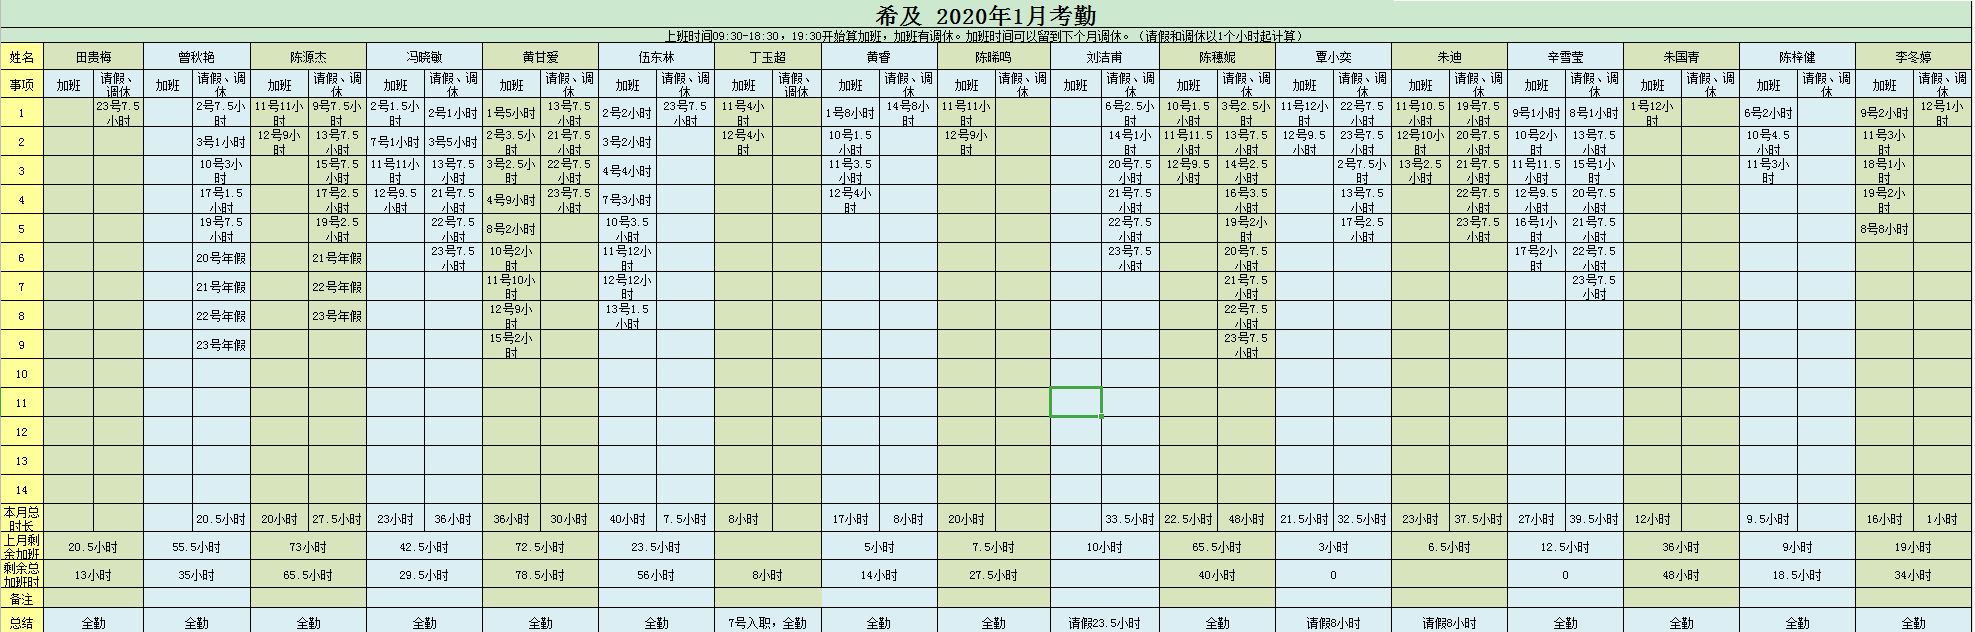 希及 2020年1月考勤
上班时间09:30-18:30，19:30开始算加班，加班有调休。加班时间可以留到下个月调休。（请假和调休以1个小时起计算）
姓名 田贵梅 曾秋艳 陈源杰 冯晓敏 黄甘爱 伍东林 丁玉超 黄睿 陈晞鸣 刘洁甫 陈穗妮 覃小奕 朱迪 辛雪莹 朱国青 陈梓健 李冬婷
事项 加班 请假、调休 加班 请假、调休 加班 请假、调休 加班 请假、调休 加班 请假、调休 加班 请假、调休 加班 请假、调休 加班 请假、调休 加班 请假、调休 加班 请假、调休 加班 请假、调休 加班 请假、调休 加班 请假、调休 加班 请假、调休 加班 请假、调休 加班 请假、调休 加班 请假、调休
1 23号7.5小时 2号7.5小时 11号11小时 9号7.5小时 2号1.5小时 2号1小时 1号5小时 13号7.5小时 2号2小时 23号7.5小时 11号4小时 1号8小时 14号8小时 11号11小时 6号2.5小时 10号1.5小时 3号2.5小时 11号12小时 22号7.5小时 11号10.5小时 19号7.5小时 9号1小时 8号1小时 1号12小时 6号2小时 9号2小时 12号1小时
2 3号1小时 12号9小时 13号7.5小时 7号1小时 3号5小时 2号3.5小时 21号7.5小时 3号2小时 12号4小时 10号1.5小时 12号9小时 14号1小时 11号11.5小时 13号7.5小时 12号9.5小时 23号7.5小时 12号10小时 20号7.5小时 10号2小时 13号7.5小时 10号4.5小时 11号3小时
3 10号3小时 15号7.5小时 11号11小时 13号7.5小时 3号2.5小时 22号7.5小时 4号4小时 11号3.5小时 20号7.5小时 12号9.5小时 14号2.5小时 2号7.5小时 13号2.5小时 21号7.5小时 11号11.5小时 15号1小时 11号3小时 18号1小时
4 17号1.5小时 17号2.5小时 12号9.5小时 21号7.5小时 4号9小时 23号7.5小时 7号3小时 12号4小时 21号7.5小时 16号3.5小时 13号7.5小时 22号7.5小时 12号9.5小时 20号7.5小时 19号2小时
5 19号7.5小时 19号2.5小时 22号7.5小时 8号2小时 10号3.5小时 22号7.5小时 19号2小时 17号2.5小时 23号7.5小时 16号1小时 21号7.5小时 8号8小时
6 20号年假 21号年假 23号7.5小时 10号2小时 11号12小时 23号7.5小时 20号7.5小时 17号2小时 22号7.5小时
7 21号年假 22号年假 11号10小时 12号12小时 21号7.5小时 23号7.5小时
8 22号年假 23号年假 12号9小时 13号1.5小时 22号7.5小时
9 23号年假 15号2小时 23号7.5小时
10
11
12
13
14
本月总时长 20.5小时 20小时 27.5小时 23小时 36小时 36小时 30小时 40小时 7.5小时 8小时 17小时 8小时 20小时 33.5小时 22.5小时 48小时 21.5小时 32.5小时 23小时 37.5小时 27小时 39.5小时 12小时 9.5小时 16小时 1小时
上月剩余加班 20.5小时 55.5小时 73小时 42.5小时 72.5小时 23.5小时 5小时 7.5小时 10小时 65.5小时 3小时 6.5小时 12.5小时 36小时 9小时 19小时
剩余总加班时 13小时 35小时 65.5小时 29.5小时 78.5小时 56小时 8小时 14小时 27.5小时 40小时 0 0 48小时 18.5小时 34小时
备注
总结 全勤 全勤 全勤 全勤 全勤 全勤 7号入职，全勤 全勤 全勤 请假23.5小时 全勤 请假8小时 请假8小时 全勤 全勤 全勤 全勤